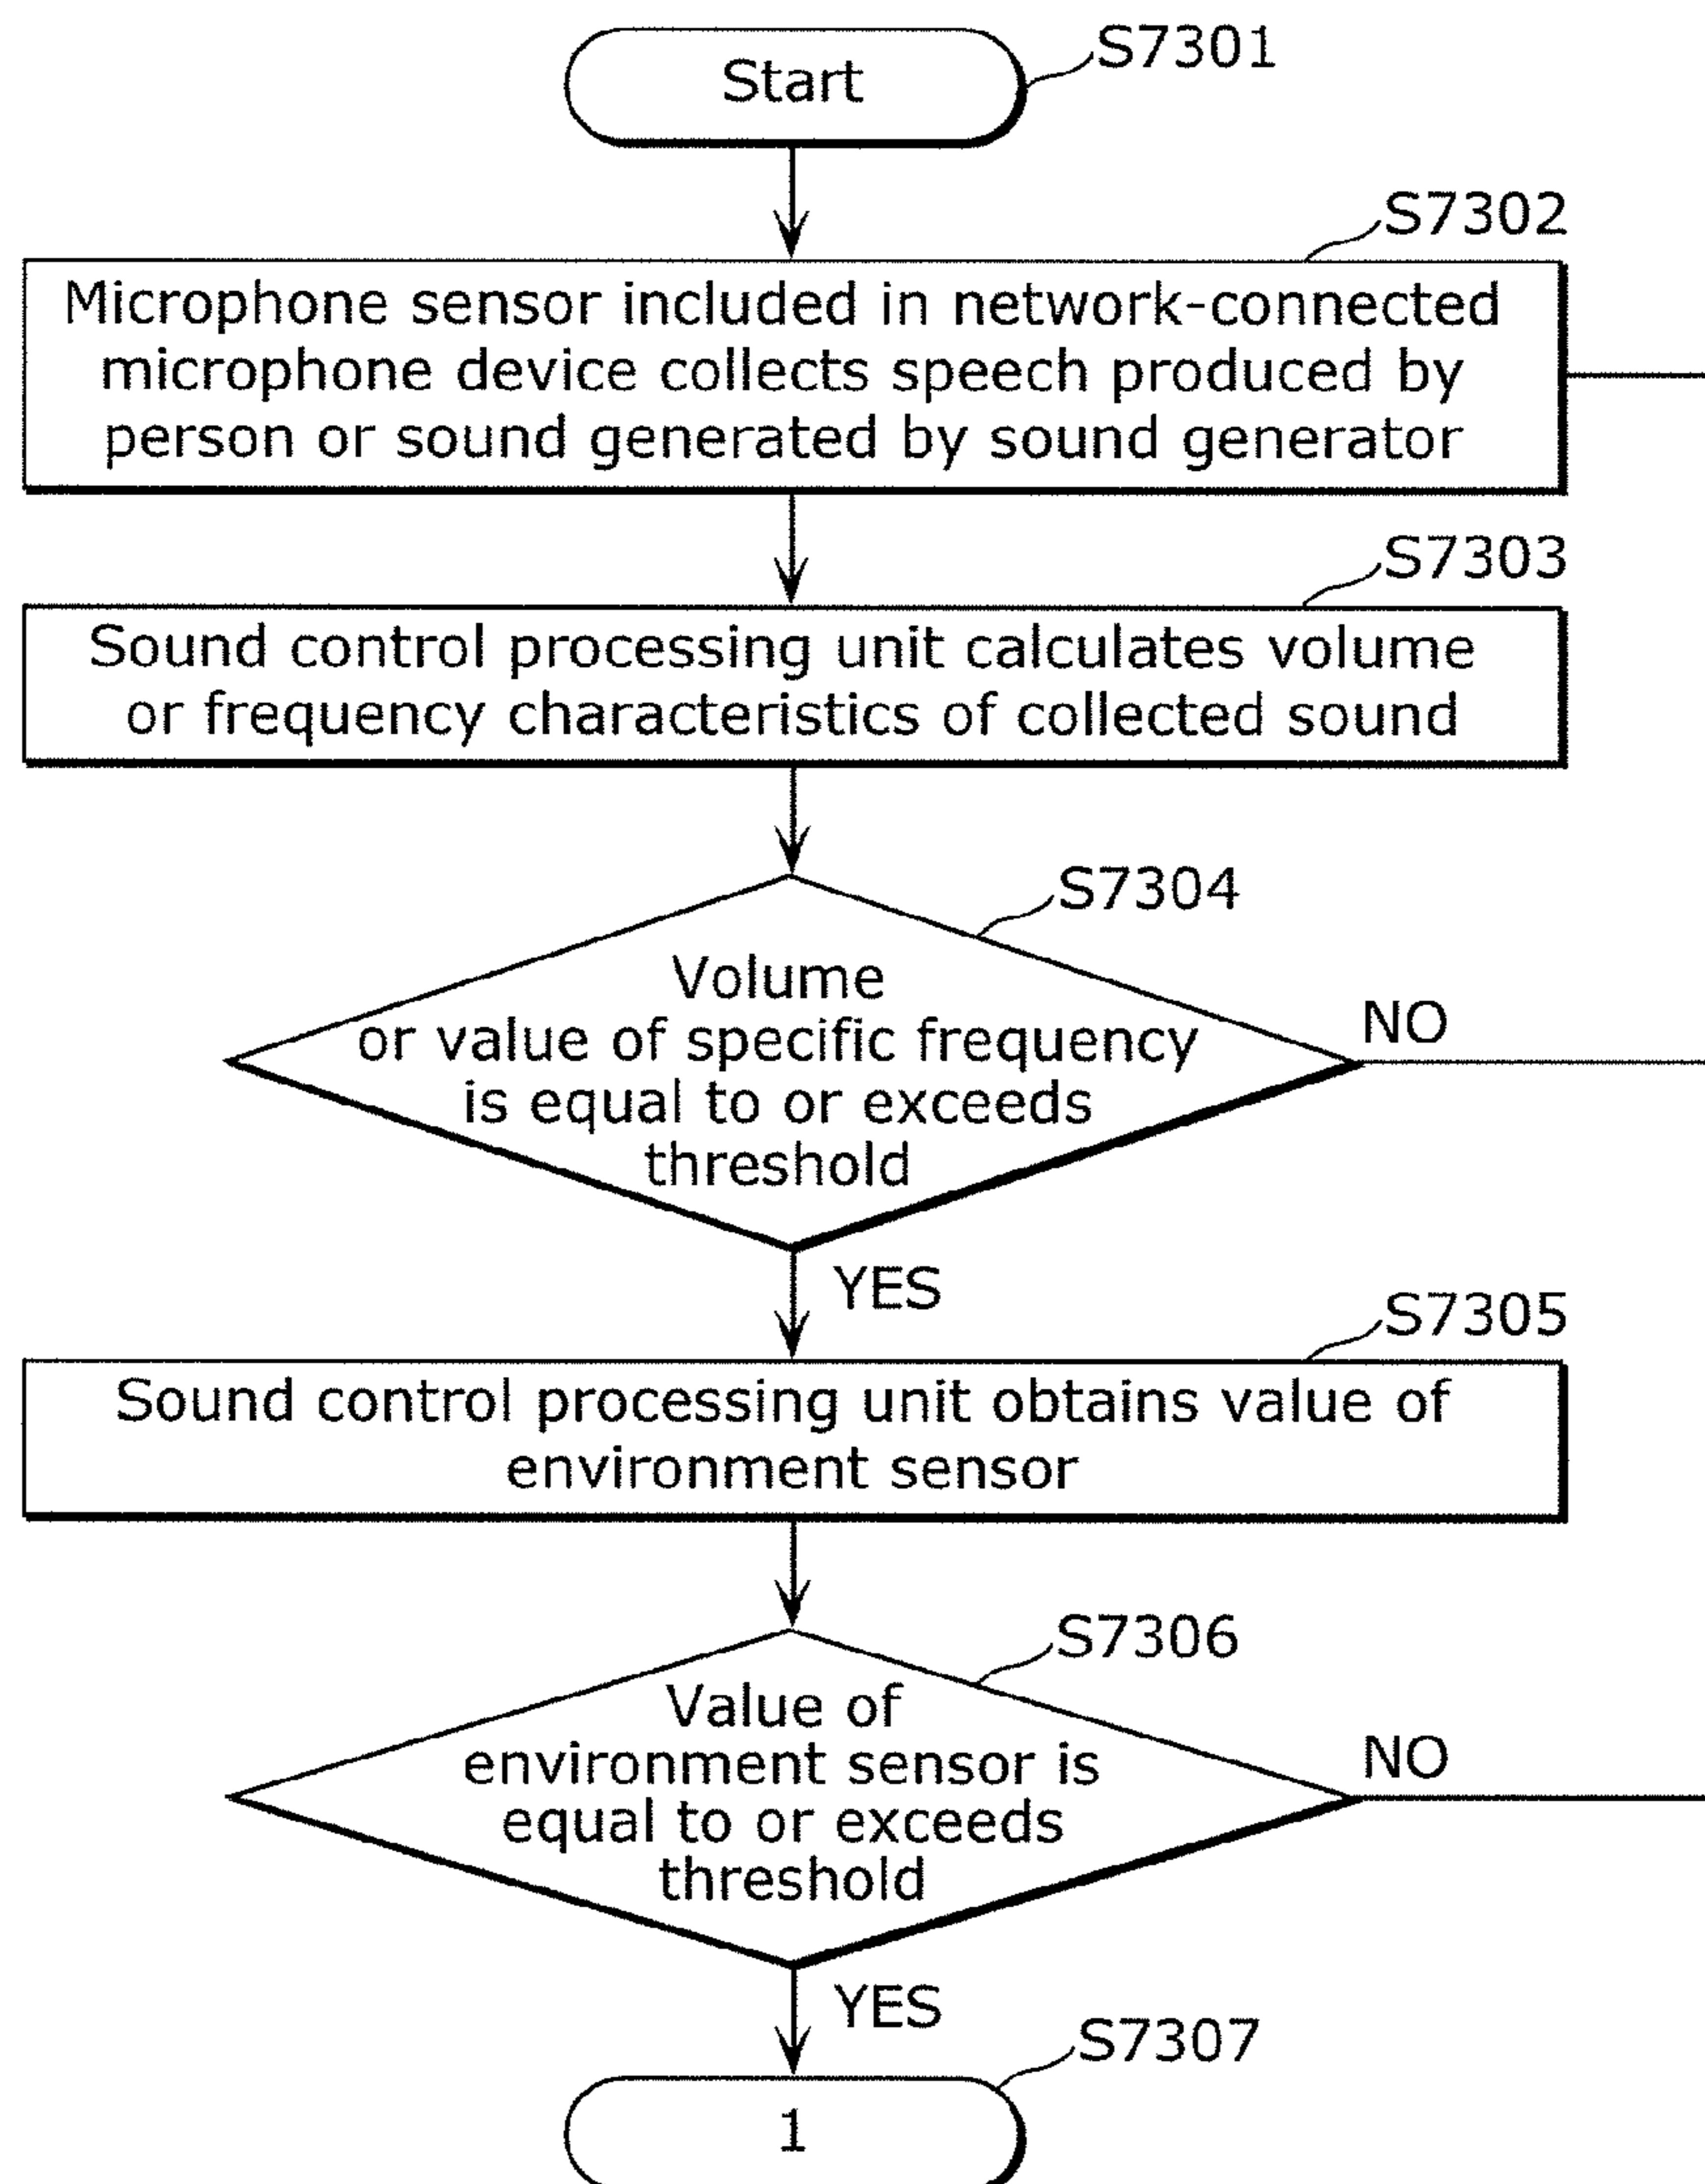 Start
S7301
S7302
Microphone sensor included in network-connected
microphone device collects speech produced by
person or sound generated by sound generator
S7303
Sound control processing unit calculates volume
or frequency characteristics of collected sound
S7304
Volume
or value of specific frequency
is equal to or exceeds
threshold
NO
YES
S7305
Sound control processing unit obtains value of
environment sensor
S7306
Value of
environment sensor is
equal to or exceeds
threshold
NO
YES
S7307
1